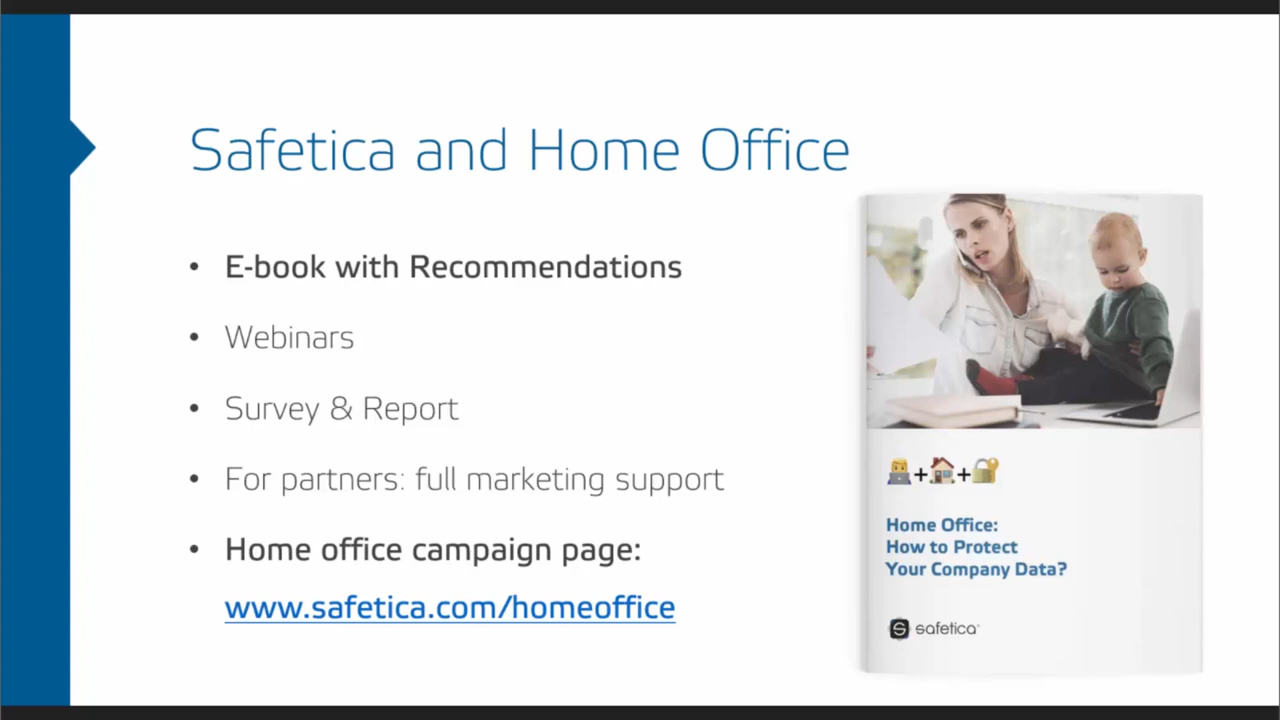 Safetica and Home Office
• E-book with Recommendations
• Webinars
• Survey & Report
• For partners: full marketing support
• Home office campaign page:
www.safetica.com/homeoffice
👩‍💻+🏠+🔐
Home Office:
How to Protect
Your Company Data?
S safetica